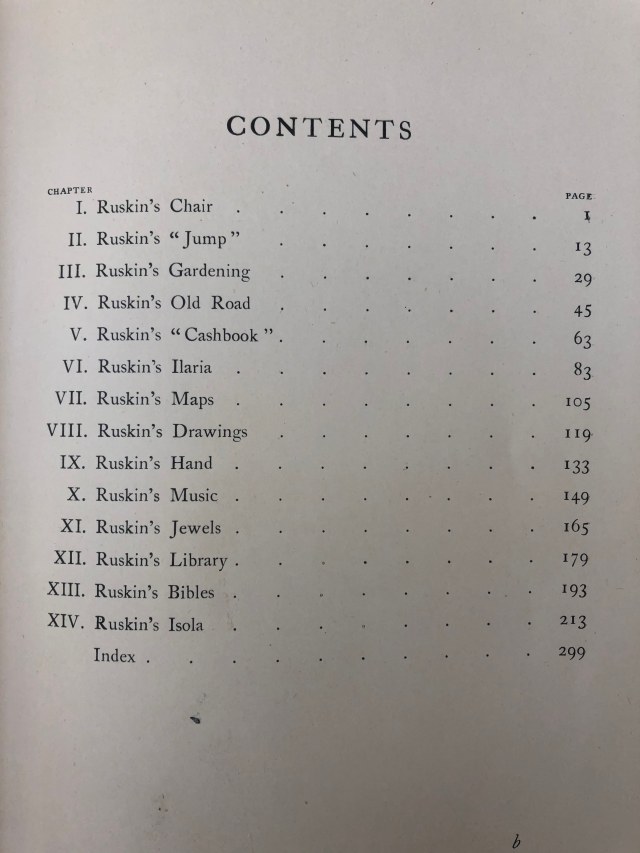 CONTENTS
CHAPTER PAGE
I. Ruskin's Chair . . . . . . . . 1
II. Ruskin's "Jump" . . . . . . . 13
III. Ruskin's Gardening . . . . . . . 29
IV. Ruskin's Old Road . . . . . . . 45
V. Ruskin's "Cashbook". . . . . . . 63
VI. Ruskin's Ilaria . . . . . . . . 83
VII. Ruskin's Maps . . . . . . . . 105
VIII. Ruskin's Drawings . . . . . . . 119
IX. Ruskin's Hand . . . . . . . . 133
X. Ruskin's Music . . . . . . . . 149
XI. Ruskin's Jewels . . . . . . . . 165
XII. Ruskin's Library . . . . . . . . 179
XIII. Ruskin's Bibles . . . . . . . . 193
XIV. Ruskin's Isola . . . . . . . . 213
Index . . . . . . . . . . 299
b